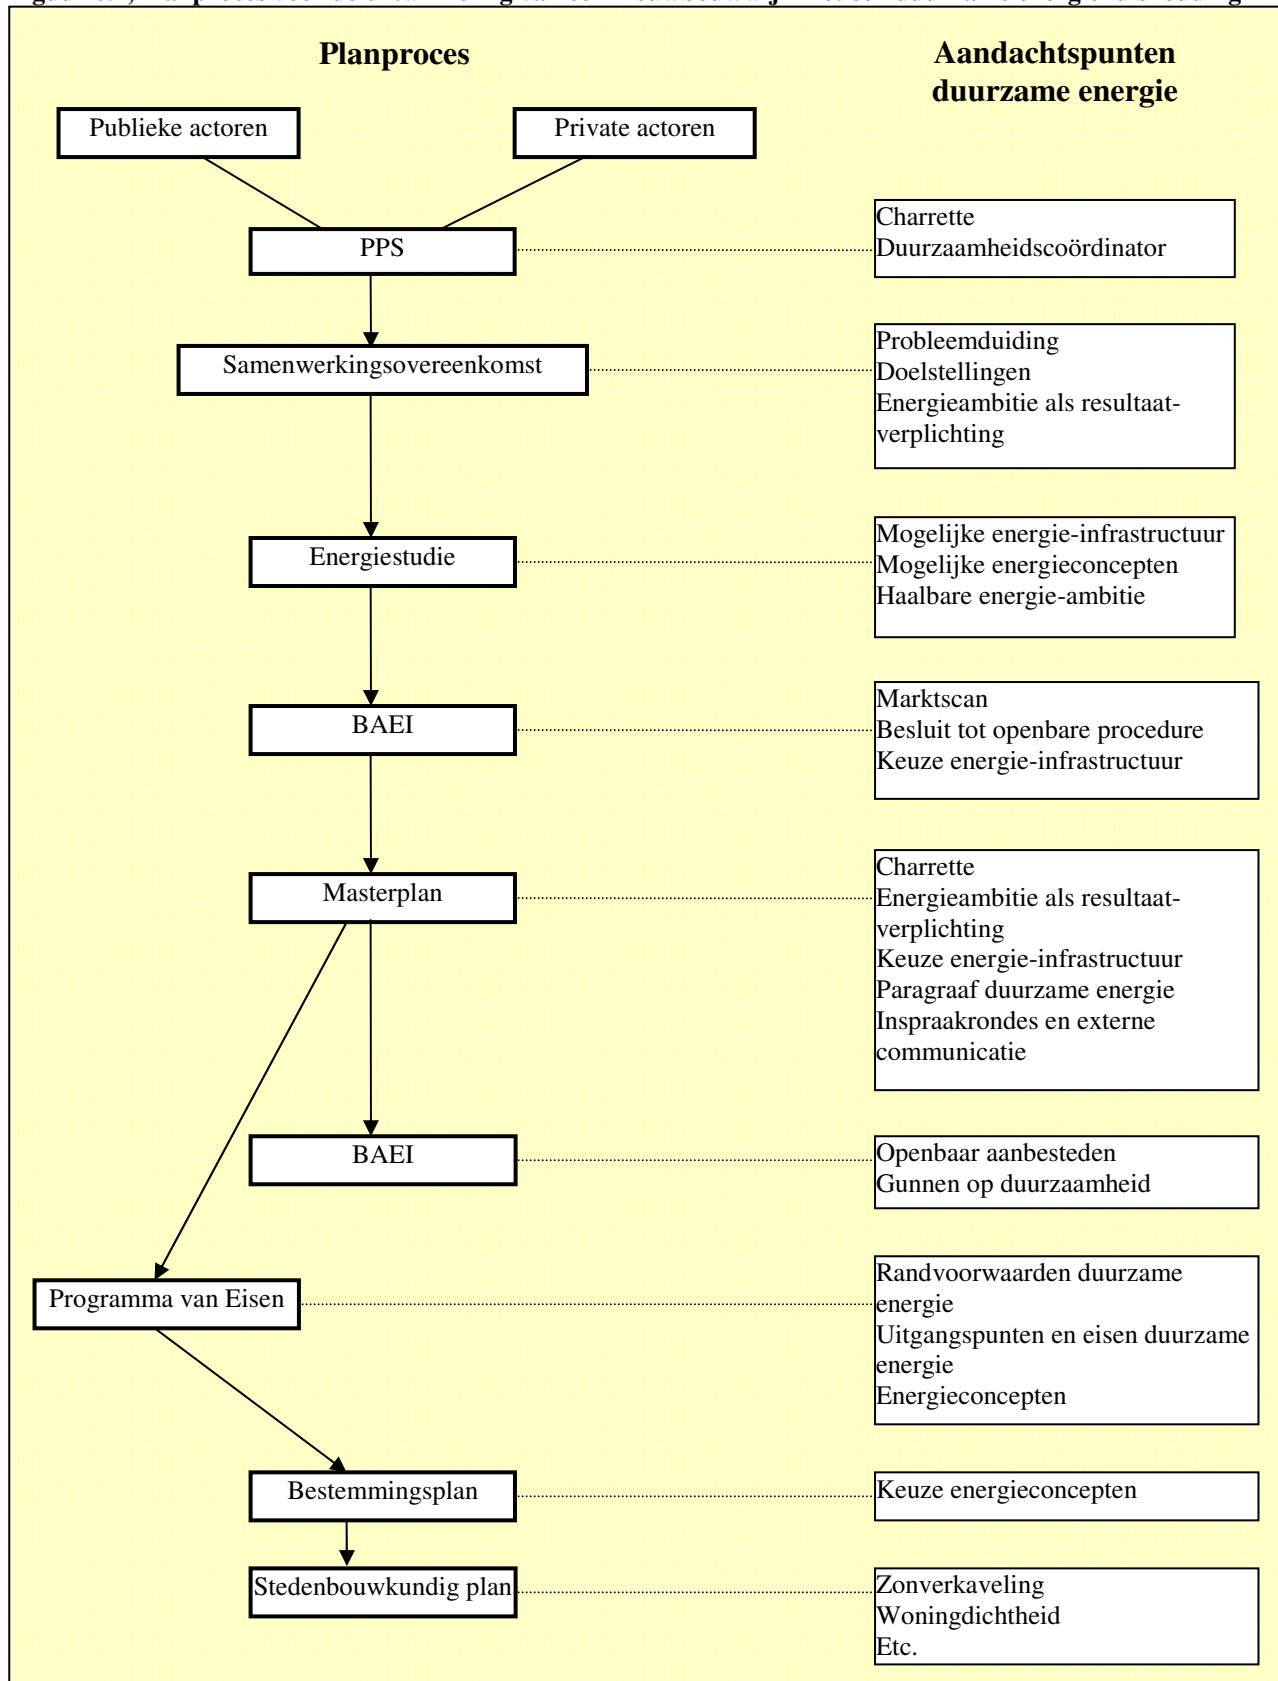 Planproces
Aandachtspunten
duurzame energie
Publieke actoren
Private actoren
PPS
Charrette
Duurzaamheidscoördinator
Samenwerkingsovereenkomst
Probleemduiding
Doelstellingen
Energieambitie als resultaat-
verplichting
Energiestudie
Mogelijke energie-infrastructuur
Mogelijke energieconcepten
Haalbare energie-ambitie
BAEI
Marktscan
Besluit tot openbare procedure
Keuze energie-infrastructuur
Masterplan
Charrette
Energieambitie als resultaat-
verplichting
Keuze energie-infrastructuur
Paragraaf duurzame energie
Inspraakrondes en externe
communicatie
BAEI
Openbaar aanbesteden
Gunnen op duurzaamheid
Programma van Eisen
Randvoorwaarden duurzame
energie
Uitgangspunten en eisen duurzame
energie
Energieconcepten
Bestemmingsplan
Keuze energieconcepten
Stedenbouwkundig plan
Zonverkaveling
Woningdichtheid
Etc.